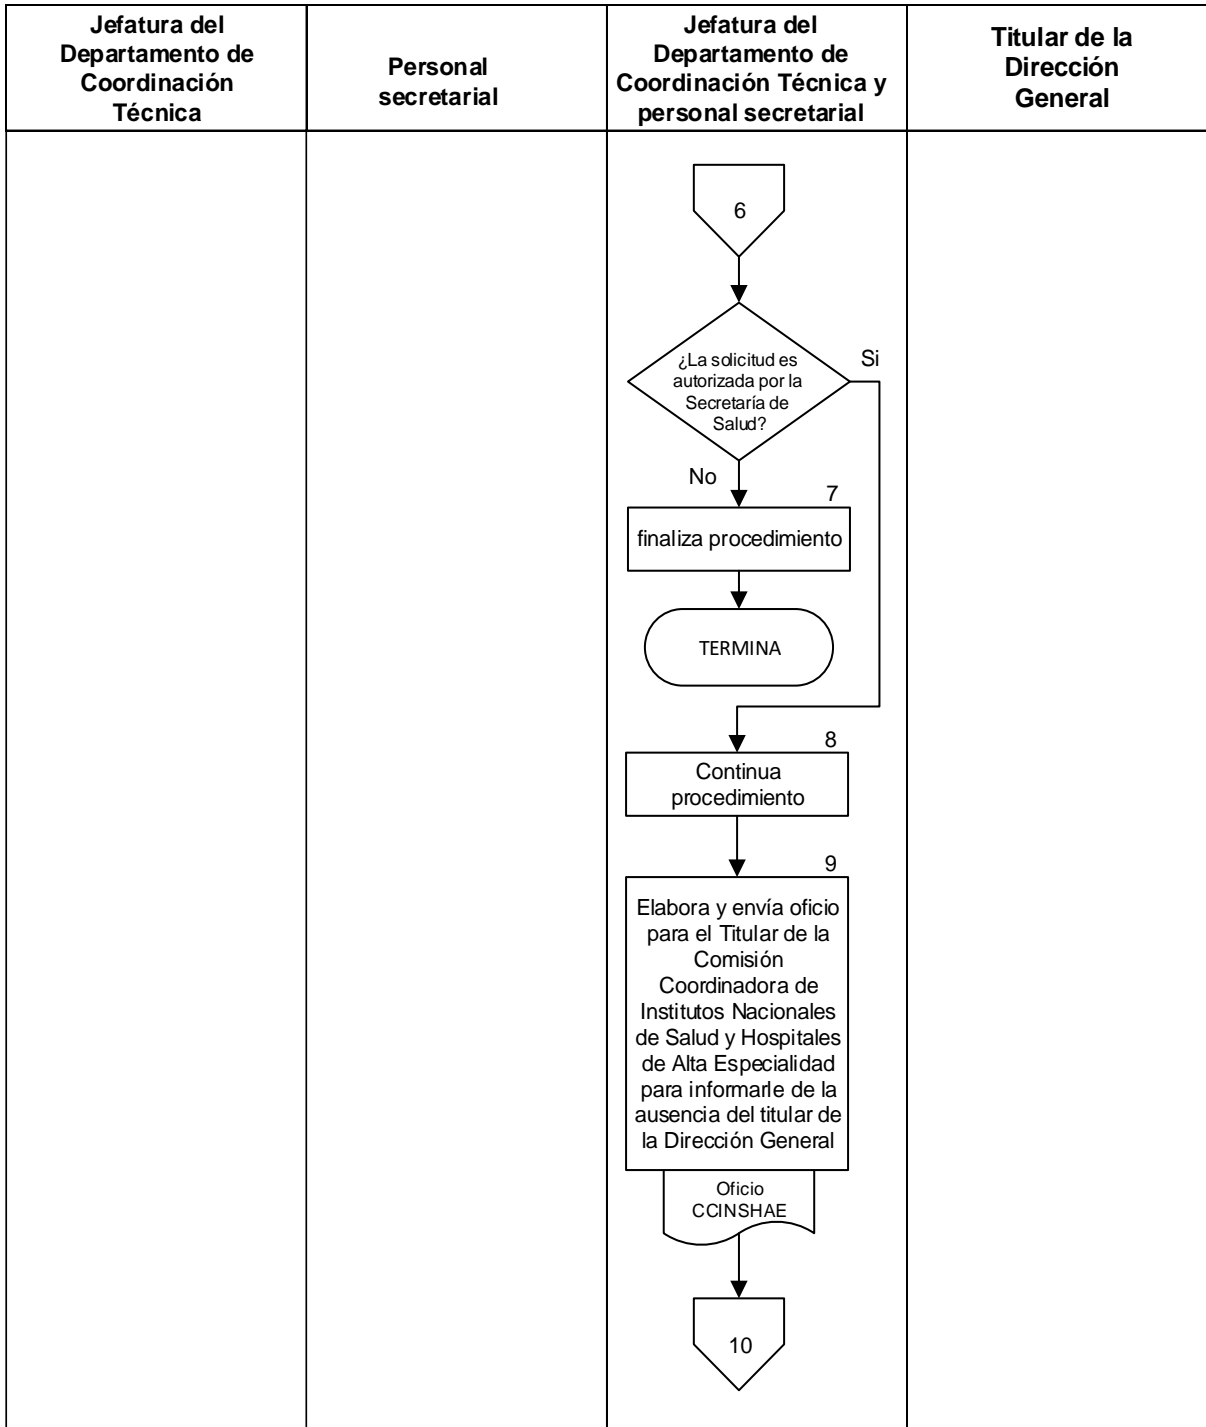 Jefatura del
Departamento de
Coordinación
Técnica
Personal
secretarial
Jefatura del
Departamento de
Coordinación Técnica y
personal secretarial
Titular de la
Dirección
General
6
¿La solicitud es
autorizada por la
Secretaría de
Salud?
Si
No
7
finaliza procedimiento
TERMINA
8
Continua
procedimiento
9
Elabora y envía oficio
para el Titular de la
Comisión
Coordinadora de
Institutos Nacionales
de Salud y Hospitales
de Alta Especialidad
para informarle de la
ausencia del titular de
la Dirección General
Oficio
CCINSHAE
10